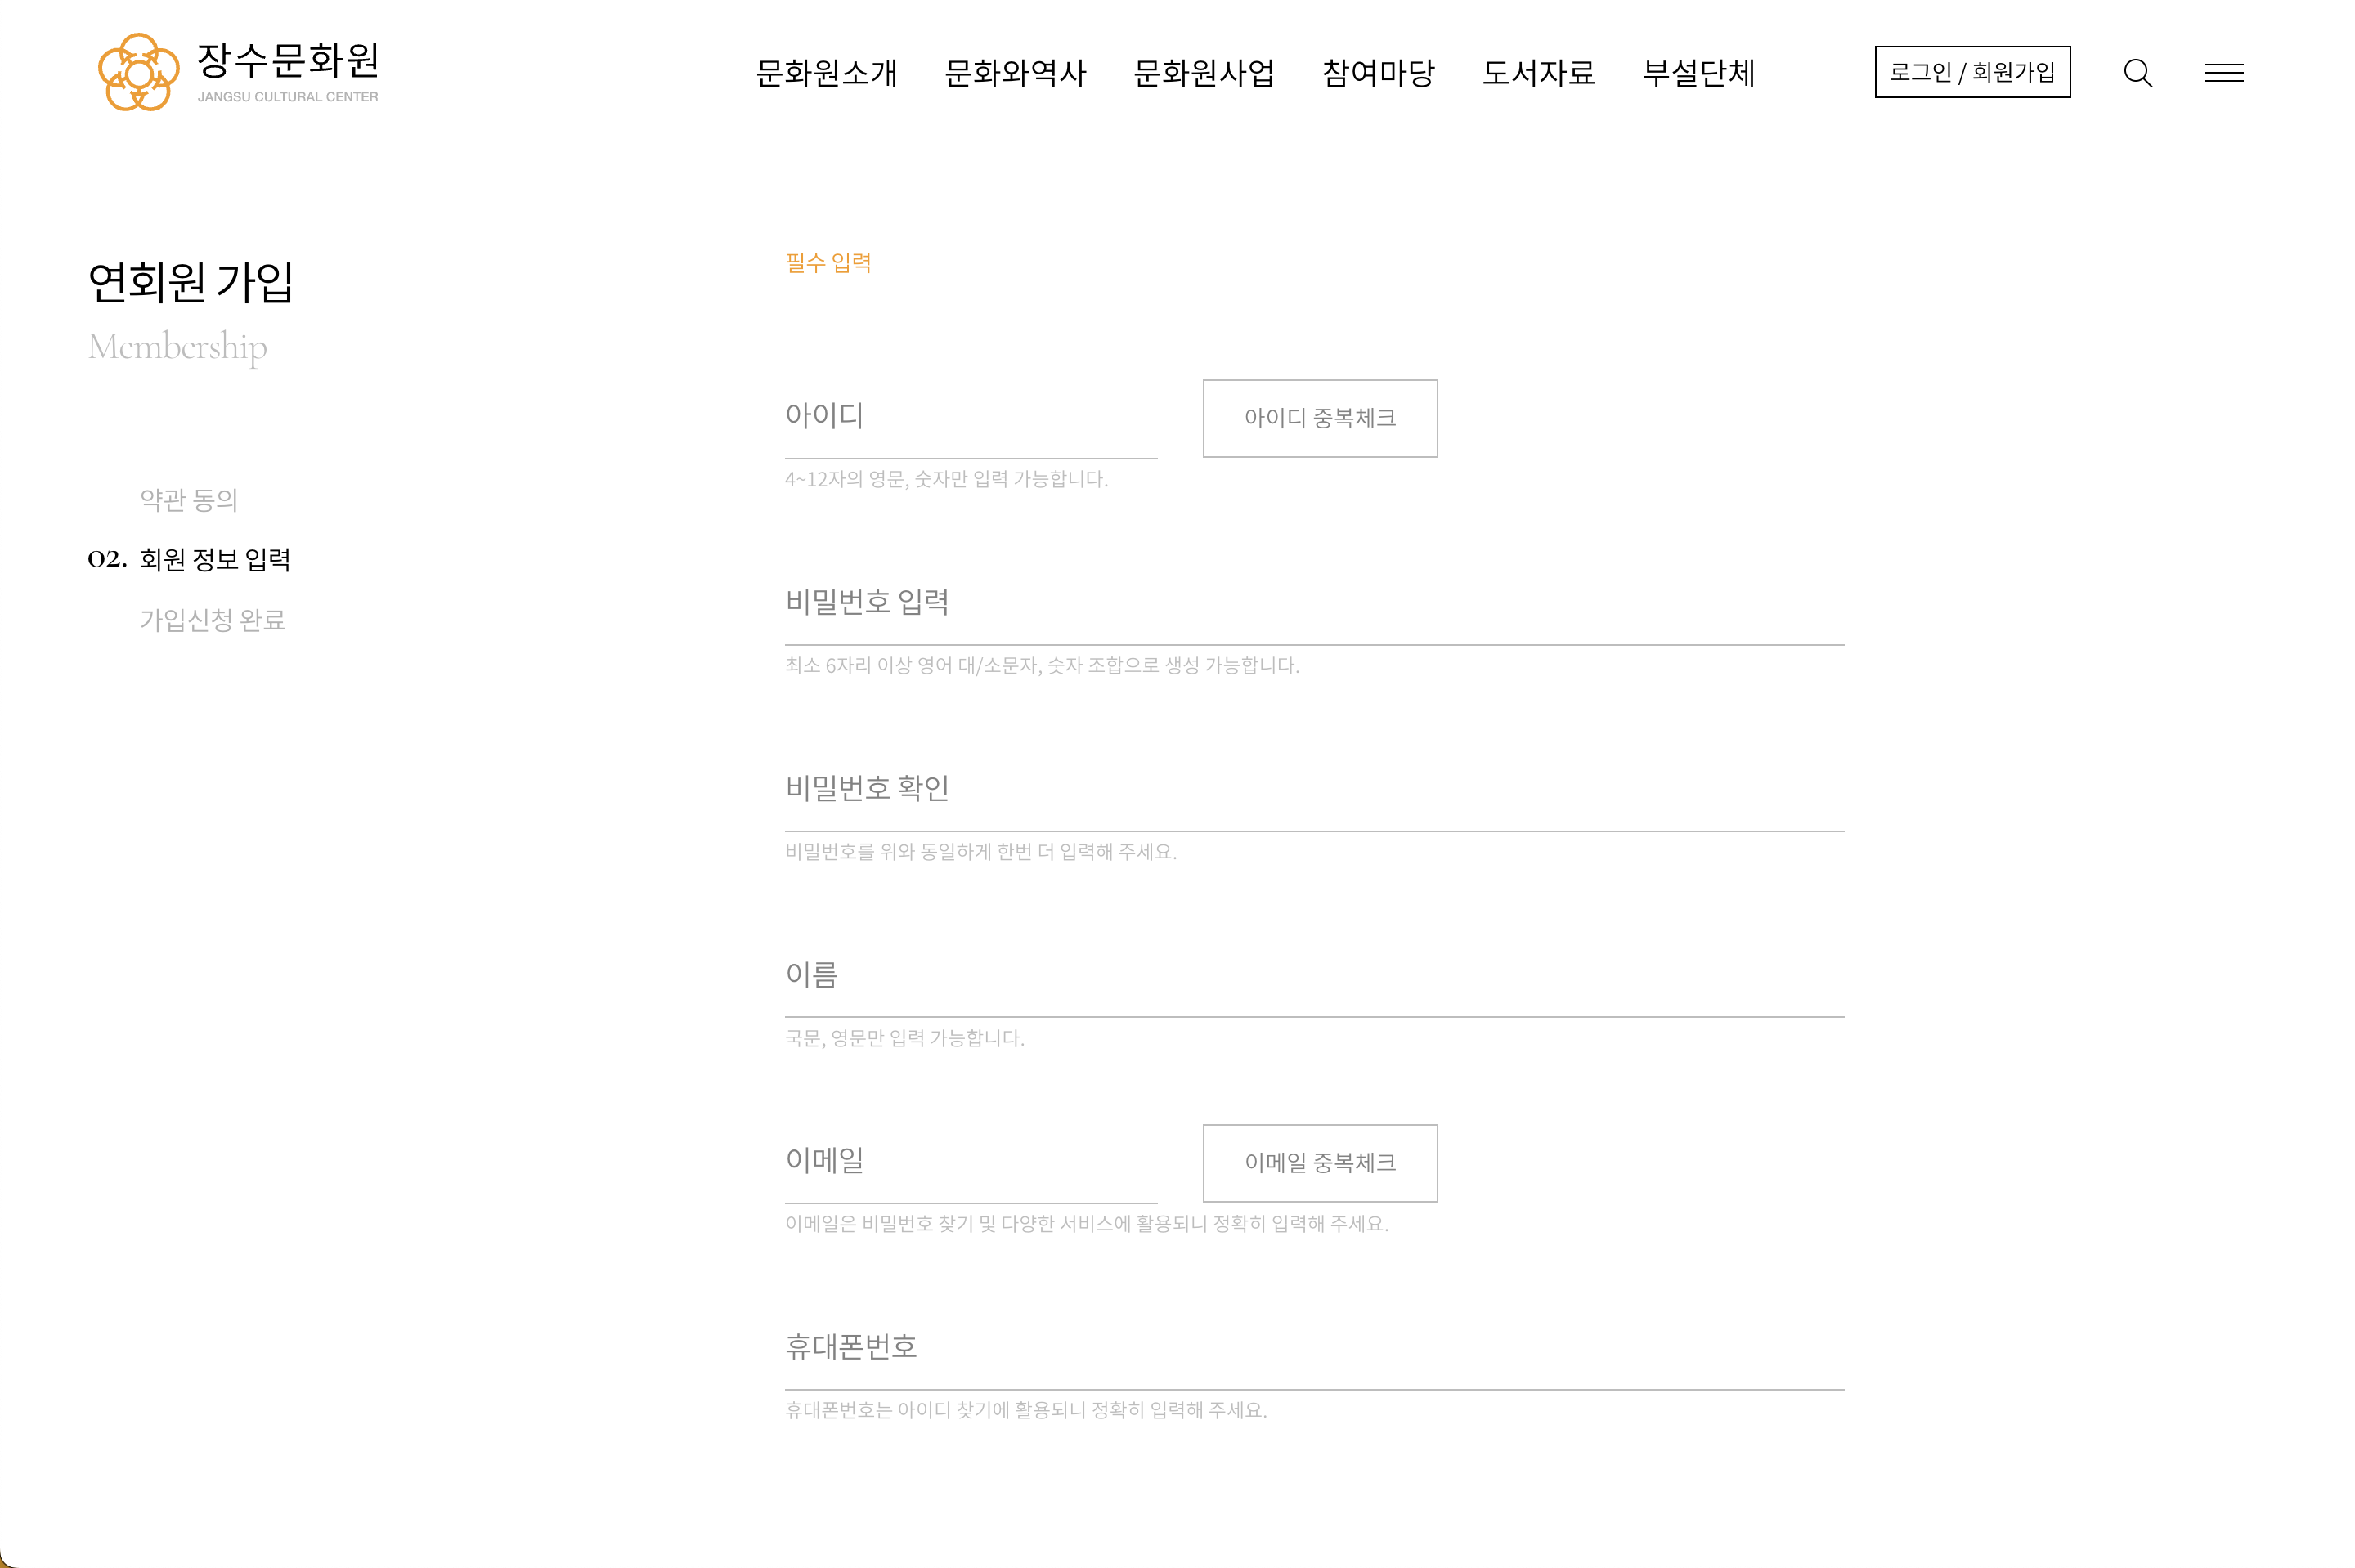 장수문화원
JANGSU CULTURAL CENTER
문화원소개 문화와역사 문화원사업 참여마당 도서자료 부설단체
로그인 / 회원가입
연회원 가입
Membership
약관 동의
02. 회원 정보 입력
가입신청 완료
필수 입력
아이디
아이디 중복체크
4~12자의 영문, 숫자만 입력 가능합니다.
비밀번호 입력
최소 6자리 이상 영어 대/소문자, 숫자 조합으로 생성 가능합니다.
비밀번호 확인
비밀번호를 위와 동일하게 한번 더 입력해 주세요.
이름
국문, 영문만 입력 가능합니다.
이메일
이메일 중복체크
이메일은 비밀번호 찾기 및 다양한 서비스에 활용되니 정확히 입력해 주세요.
휴대폰번호
휴대폰번호는 아이디 찾기에 활용되니 정확히 입력해 주세요.